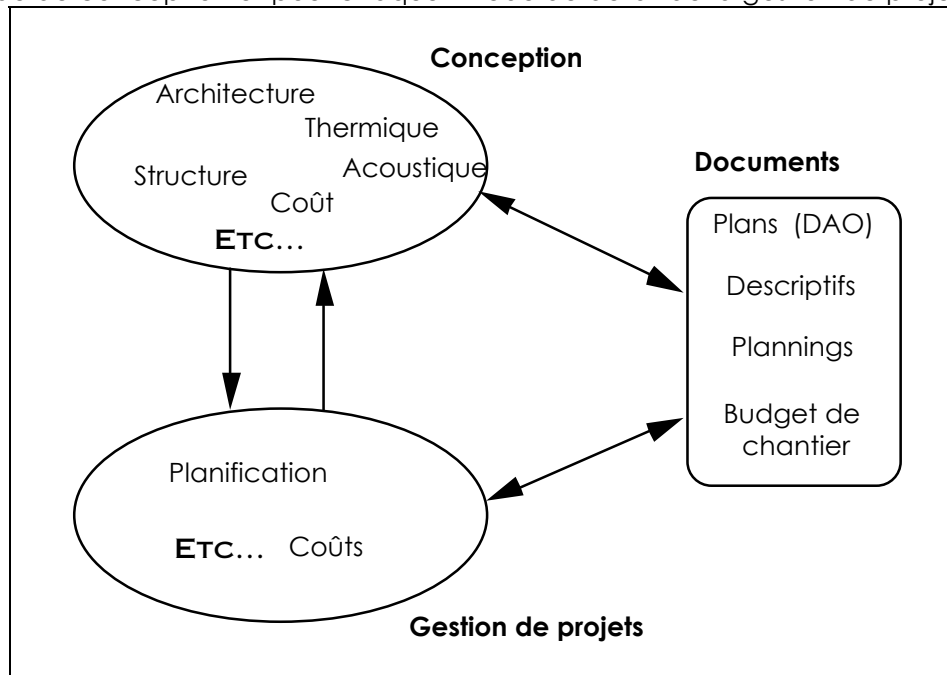 Conception
Architecture
Thermique
Acoustique
Structure
Coût
ETC...
Documents
Plans (DAO)
Descriptifs
Plannings
Budget de
chantier
Planification
ETC... Coûts
Gestion de projets